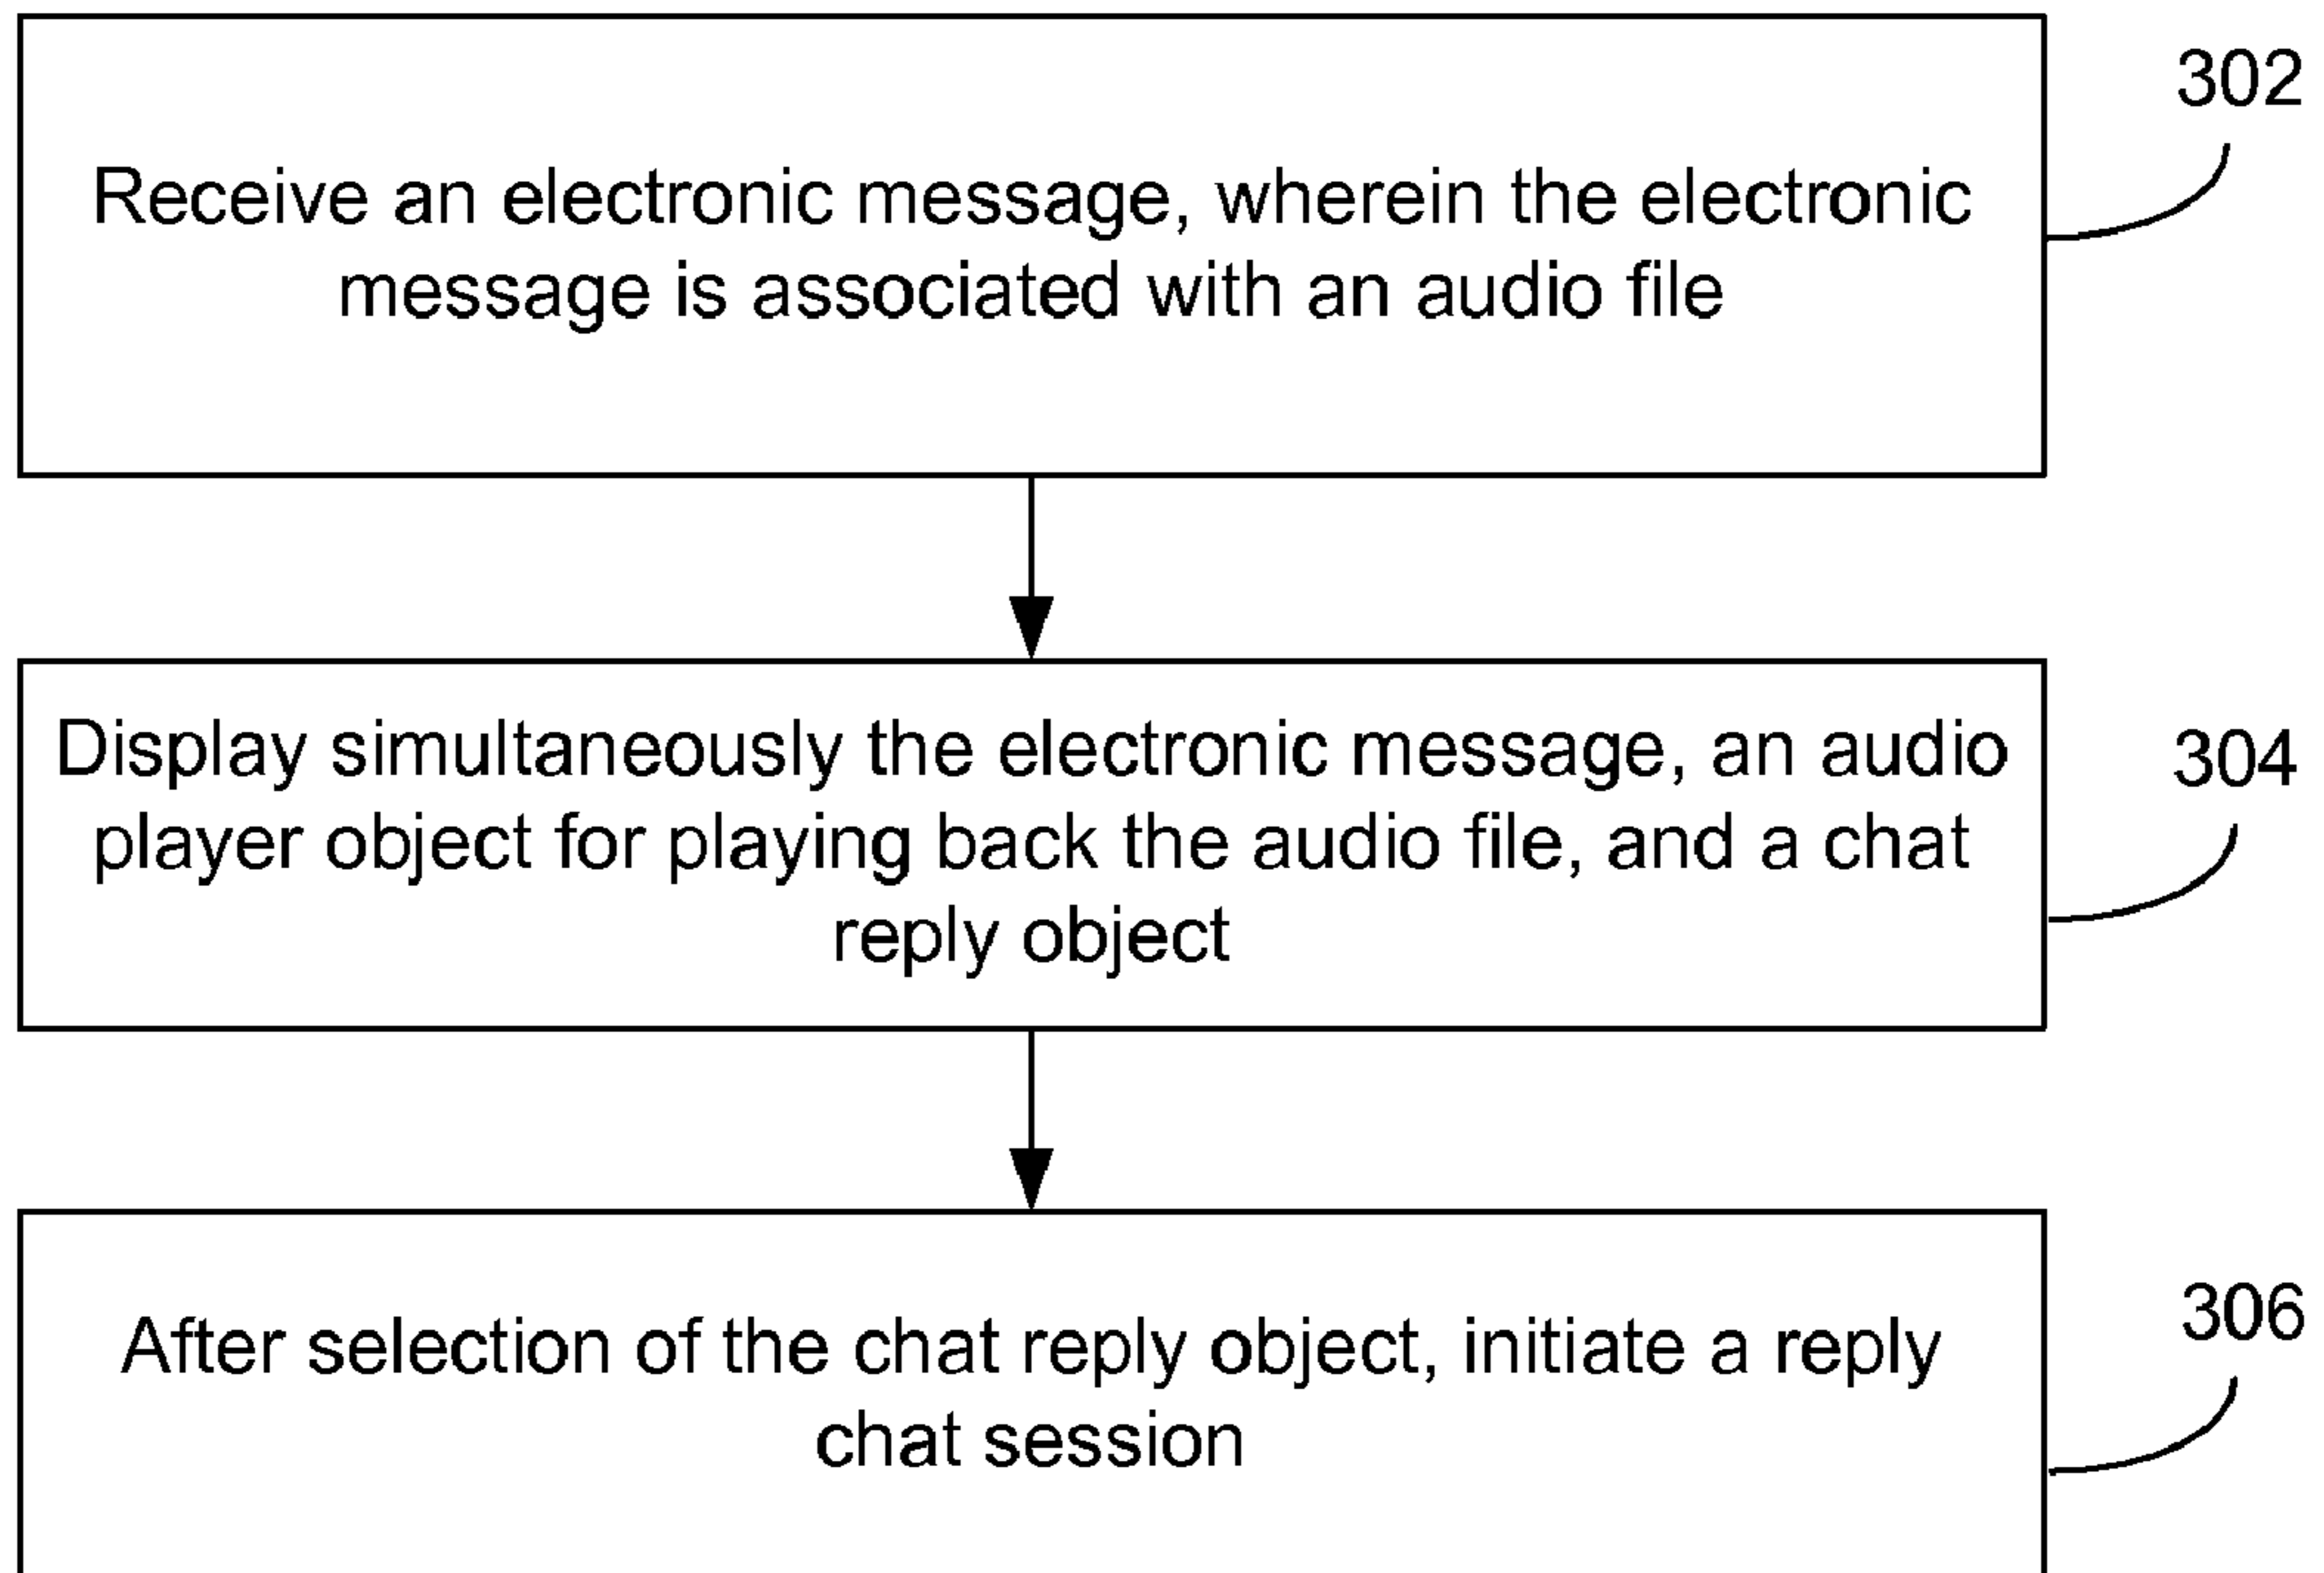 302
Receive an electronic message, wherein the electronic
message is associated with an audio file
Display simultaneously the electronic message, an audio
player object for playing back the audio file, and a chat
reply object
304
After selection of the chat reply object, initiate a reply
chat session
306